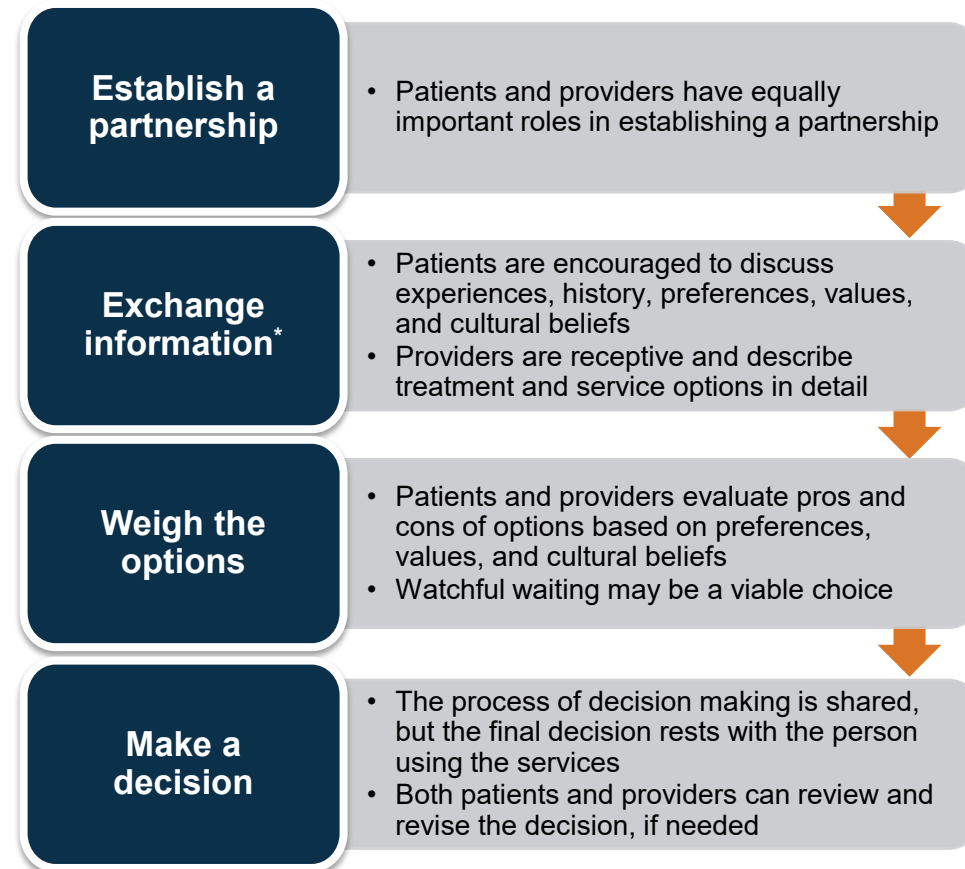 Establish a
partnership
• Patients and providers have equally
important roles in establishing a partnership
Exchange
information*
• Patients are encouraged to discuss
experiences, history, preferences, values,
and cultural beliefs
• Providers are receptive and describe
treatment and service options in detail
Weigh the
options
• Patients and providers evaluate pros and
cons of options based on preferences,
values, and cultural beliefs
• Watchful waiting may be a viable choice
Make a
decision
• The process of decision making is shared,
but the final decision rests with the person
using the services
• Both patients and providers can review and
revise the decision, if needed